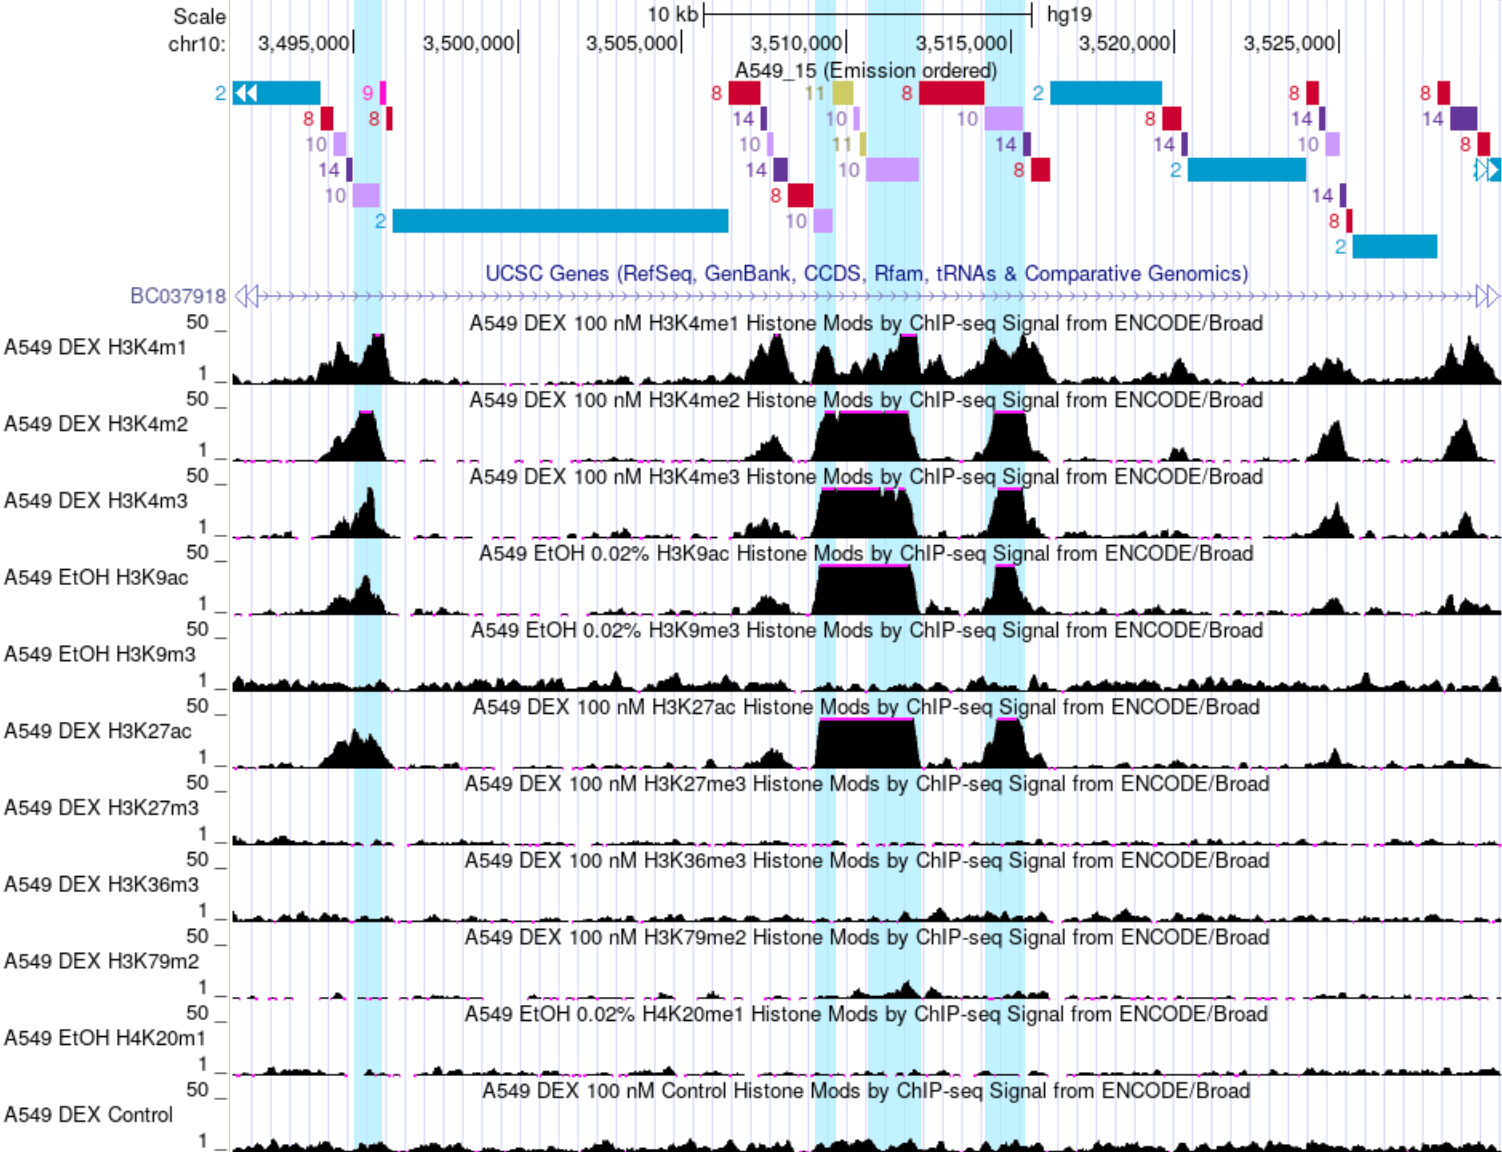 Scale 10 kb hg19
chr10: 3,495,000 3,500,000 3,505,000 3,510,000 3,515,000 3,520,000 3,525,000
A549_15 (Emission ordered)
2 9 8 11 8 2 8 8
8 8 14 10 10 8 14 14
10 10 11 14 14 10 8
14 14 10 8 2
10 8 14
2 10 8
2
UCSC Genes (RefSeq, GenBank, CCDS, Rfam, tRNAs & Comparative Genomics)
BC037918
A549 DEX 100 nM H3K4me1 Histone Mods by ChIP-seq Signal from ENCODE/Broad
50
A549 DEX H3K4m1
1
A549 DEX 100 nM H3K4me2 Histone Mods by ChIP-seq Signal from ENCODE/Broad
50
A549 DEX H3K4m2
1
A549 DEX 100 nM H3K4me3 Histone Mods by ChIP-seq Signal from ENCODE/Broad
50
A549 DEX H3K4m3
1
A549 EtOH 0.02% H3K9ac Histone Mods by ChIP-seq Signal from ENCODE/Broad
50
A549 EtOH H3K9ac
1
A549 EtOH 0.02% H3K9me3 Histone Mods by ChIP-seq Signal from ENCODE/Broad
50
A549 EtOH H3K9m3
1
A549 DEX 100 nM H3K27ac Histone Mods by ChIP-seq Signal from ENCODE/Broad
50
A549 DEX H3K27ac
1
A549 DEX 100 nM H3K27me3 Histone Mods by ChIP-seq Signal from ENCODE/Broad
50
A549 DEX H3K27m3
1
A549 DEX 100 nM H3K36me3 Histone Mods by ChIP-seq Signal from ENCODE/Broad
50
A549 DEX H3K36m3
1
A549 DEX 100 nM H3K79me2 Histone Mods by ChIP-seq Signal from ENCODE/Broad
50
A549 DEX H3K79m2
1
A549 EtOH 0.02% H4K20me1 Histone Mods by ChIP-seq Signal from ENCODE/Broad
50
A549 EtOH H4K20m1
1
A549 DEX 100 nM Control Histone Mods by ChIP-seq Signal from ENCODE/Broad
50
A549 DEX Control
1